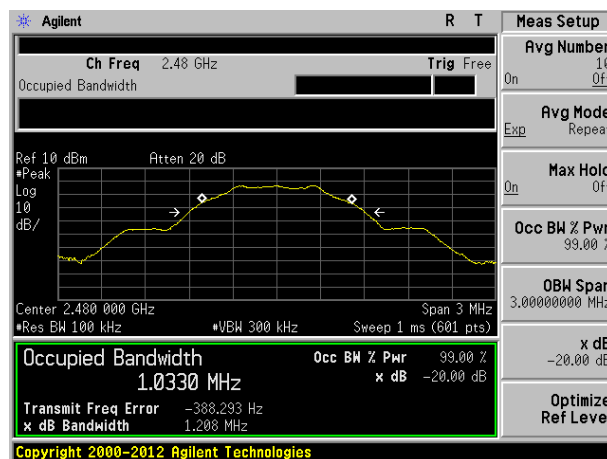 Agilent R T
Meas Setup
Ch Freq 2.48 GHz Trig Free
Occupied Bandwidth
Avg Number
10
On Off
Avg Mode
Exp Repeat
Max Hold
On Off
Occ BW % Pwr
99.00 %
OBW Span
3.00000000 MHz
x dB
-20.00 dB
Optimize
Ref Level
Ref 10 dBm Atten 20 dB
#Peak
Log
10
dB/
Center 2.480 000 GHz Span 3 MHz
#Res BW 100 kHz #VBW 300 kHz Sweep 1 ms (601 pts)
Occupied Bandwidth Occ BW % Pwr 99.00 %
1.0330 MHz x dB -20.00 dB
Transmit Freq Error -388.293 Hz
x dB Bandwidth 1.208 MHz
Copyright 2000-2012 Agilent Technologies